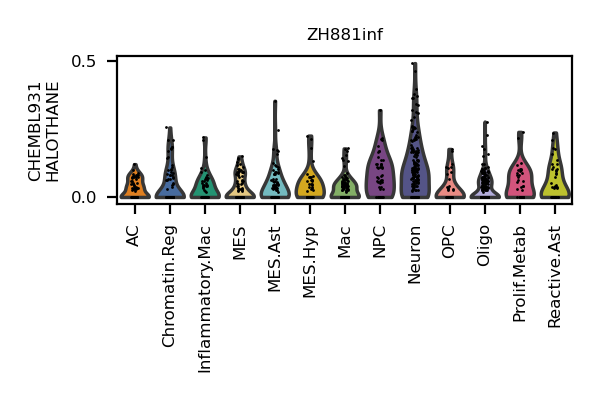 ZH881inf
CHEMBL931
HALOTHANE
0.5
0.0
AC
Chromatin.Reg
Inflammatory.Mac
MES
MES.Ast
MES.Hyp
Mac
NPC
Neuron
OPC
Oligo
Prolif.Metab
Reactive.Ast